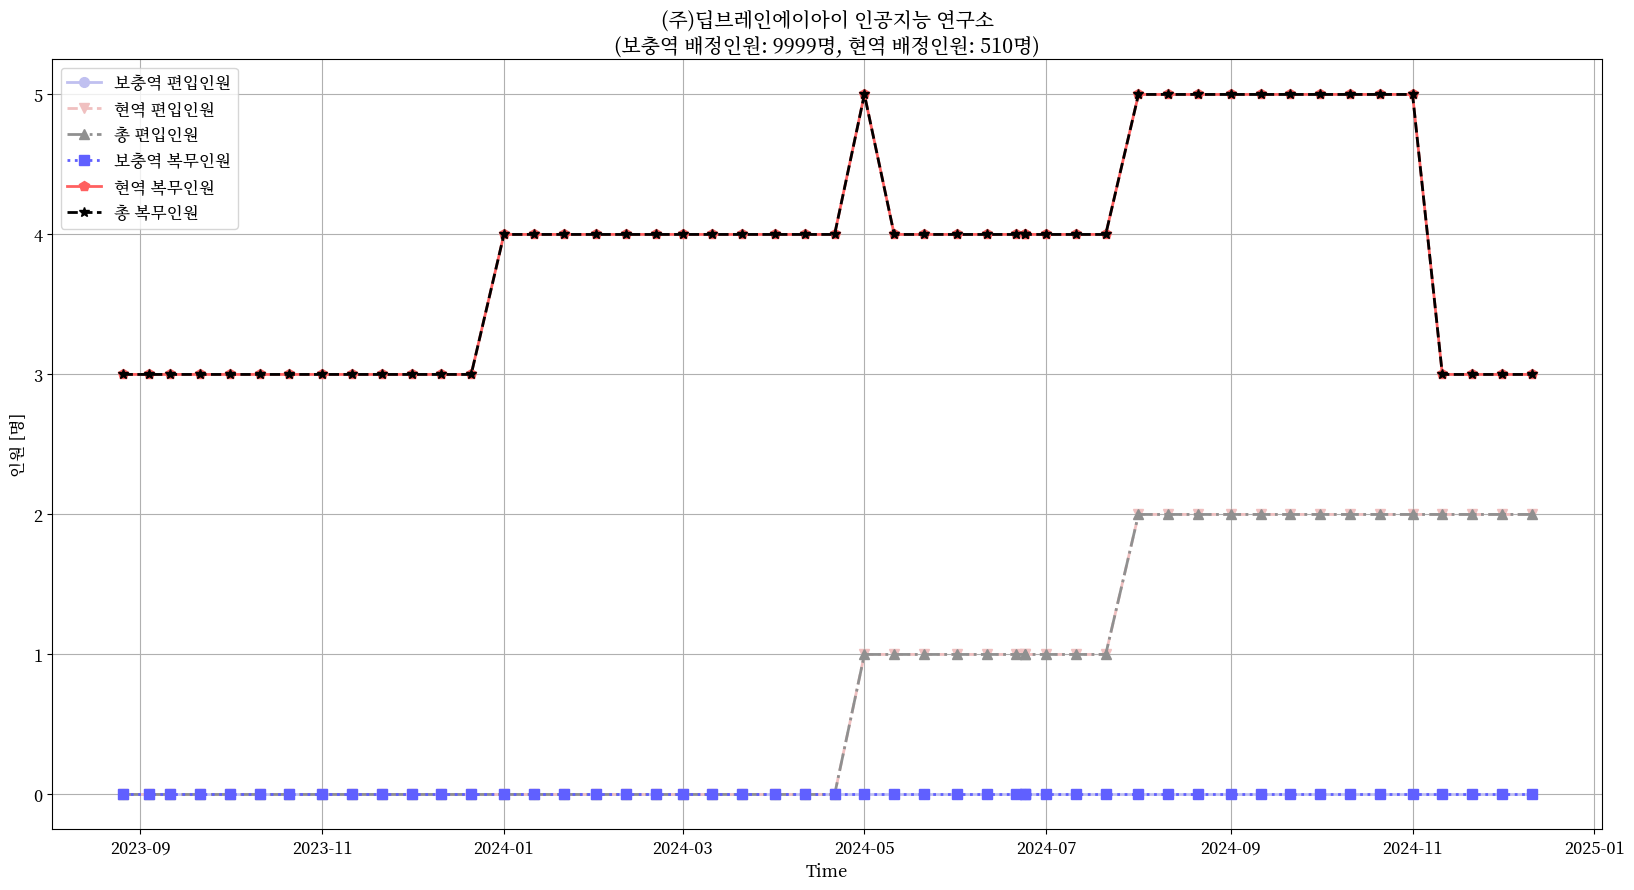 (주)딥브레인에이아이 인공지능 연구소
(보충역 배정인원: 9999명, 현역 배정인원: 510명)
보충역 편입인원
현역 편입인원
총 편입인원
보충역 복무인원
현역 복무인원
총 복무인원
인원 [명]
5
4
3
2
1
0
2023-09
2023-11
2024-01
2024-03
2024-05
2024-07
2024-09
2024-11
2025-01
Time